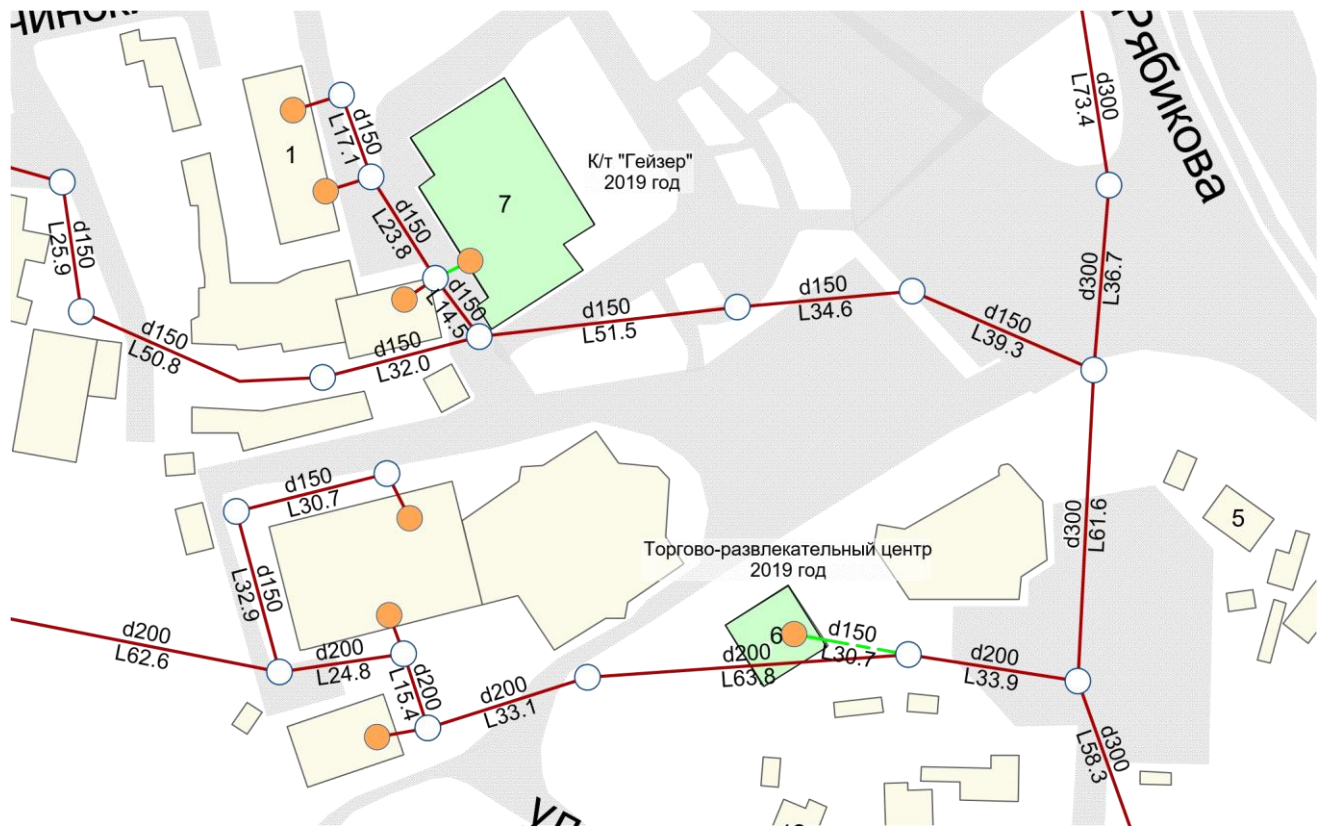 чинск
Рябикова
d300
L73.4
d150
L17.1
1
К/т "Гейзер"
2019 год
7
d150
L23.8
d150
L25.9
d150
L14.5
d150
L51.5
d150
L34.6
d300
L36.7
d150
L39.3
d150
L50.8
d150
L32.0
d150
L30.7
d300
L61.6
5
Торгово-развлекательный центр
2019 год
d150
L32.9
6
d150
L30.7
d200
L62.6
d200
L24.8
d200
L63.8
d200
L33.9
d200
L15.4
d200
L33.1
d300
L58.3
ул